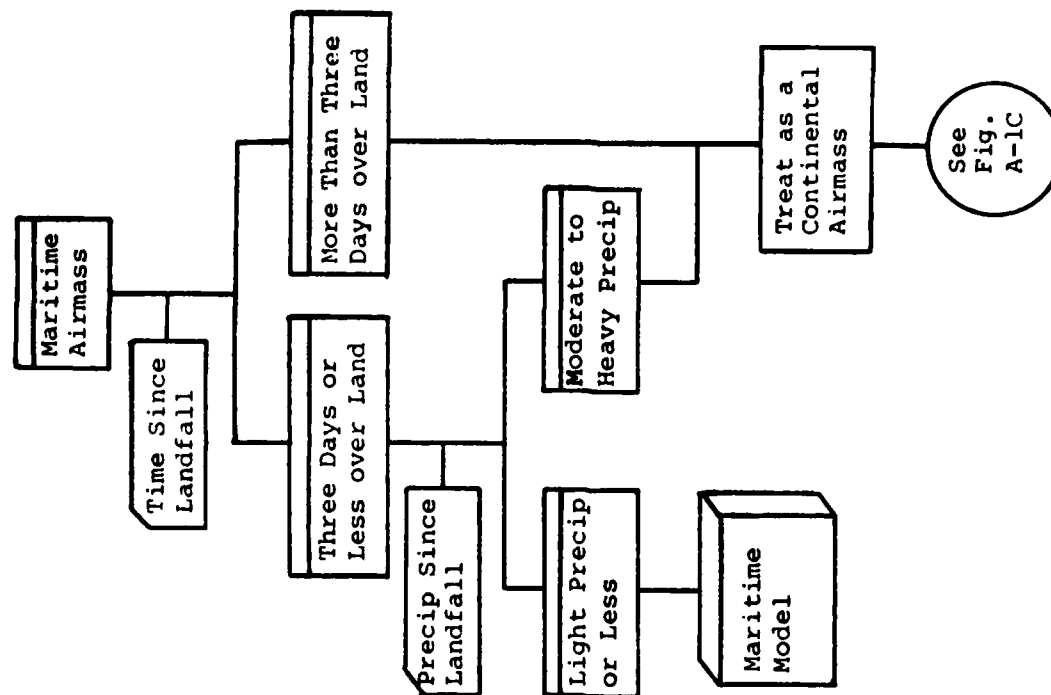 Maritime
Airmass
Time Since
Landfall
Three Days or
Less over Land
More Than Three
Days over Land
Precip Since
Landfall
Light Precip
or Less
Moderate to
Heavy Precip
Maritime
Model
Treat as a
Continental
Airmass
See
Fig.
A-1C